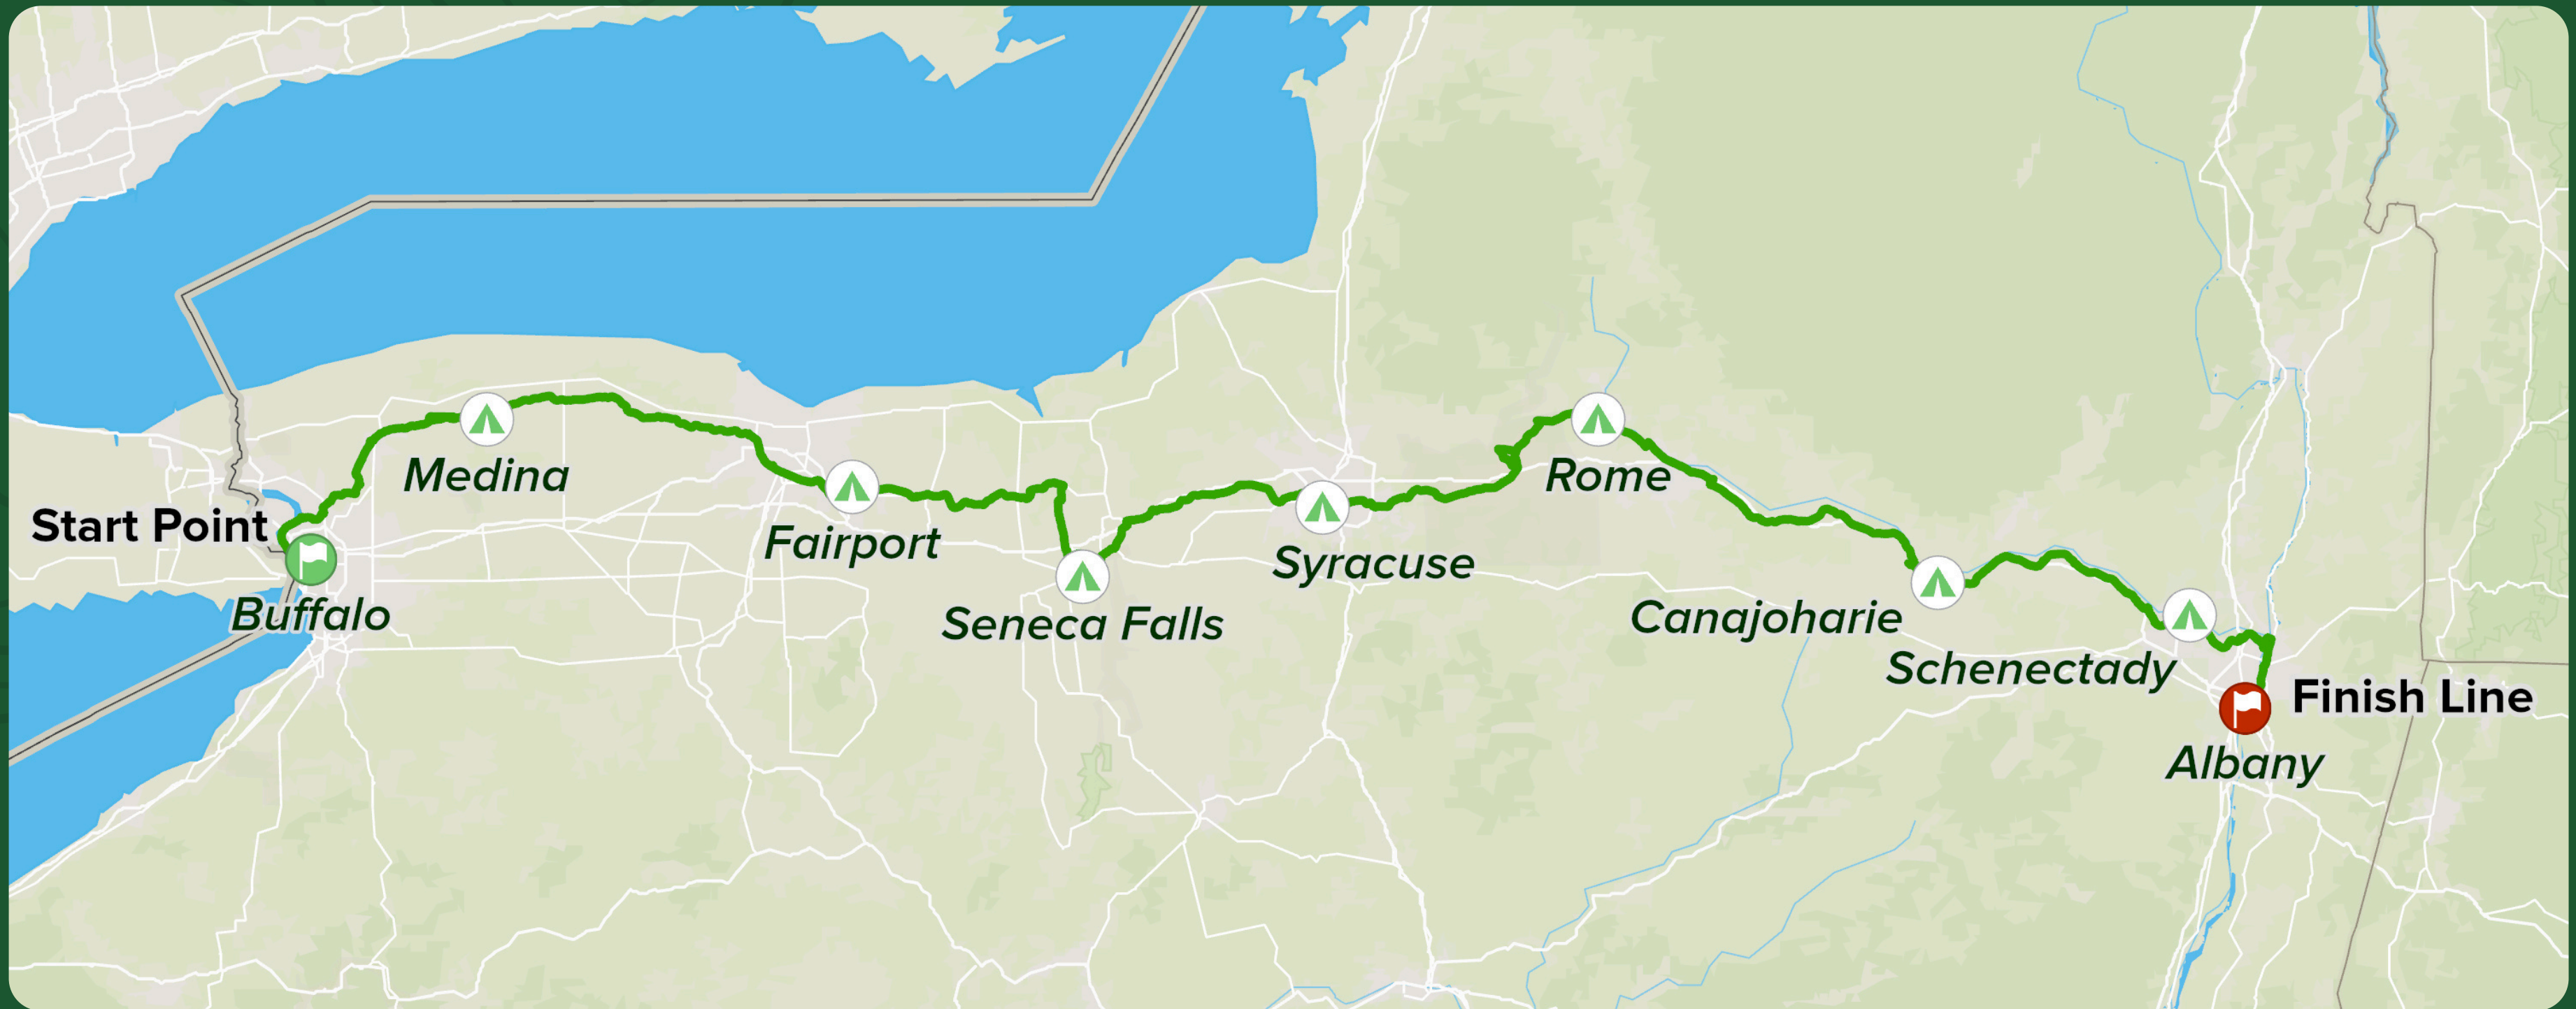 Start Point
Buffalo
Medina
Fairport
Seneca Falls
Syracuse
Rome
Canajoharie
Schenectady
Finish Line
Albany